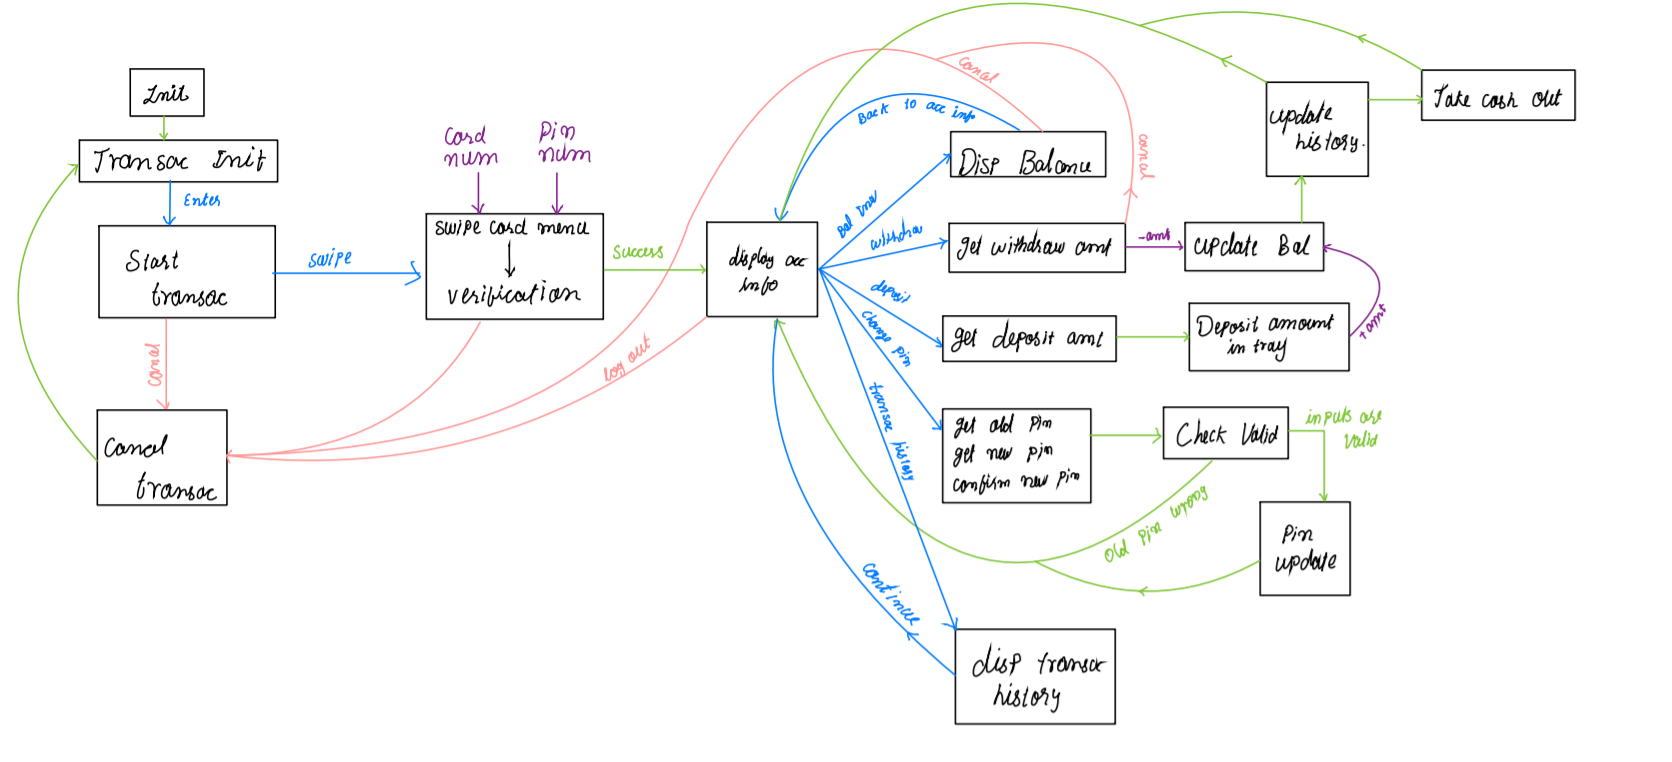 Init
Transac Init
Enter
Start
transac
swipe
Cancel
Cancel
transac
Card
num
Pin
num
swipe card menu
verification
Success
log out
display acc
info
Cancel
Back to acc info
Bal inq
withdraw
deposit
change pin
transac history
continue
Disp Balance
cancel
get withdraw amt
-amt
update Bal
update
history.
Take cash out
get deposit amt
Deposit amount
in tray
+amt
get old pin
get new pin
confirm new pin
Check Valid
inputs are
Valid
Old pin wrong
Pin
update
disp transac
history